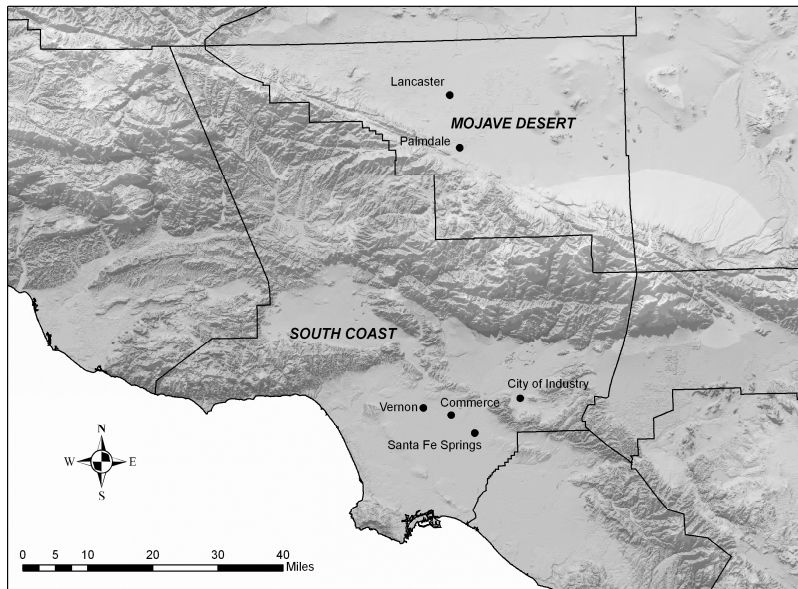 Lancaster
MOJAVE DESERT
Palmdale
SOUTH COAST
City of Industry
Vernon
Commerce
Santa Fe Springs
N
W
E
S
0 5 10 20 30 40
Miles